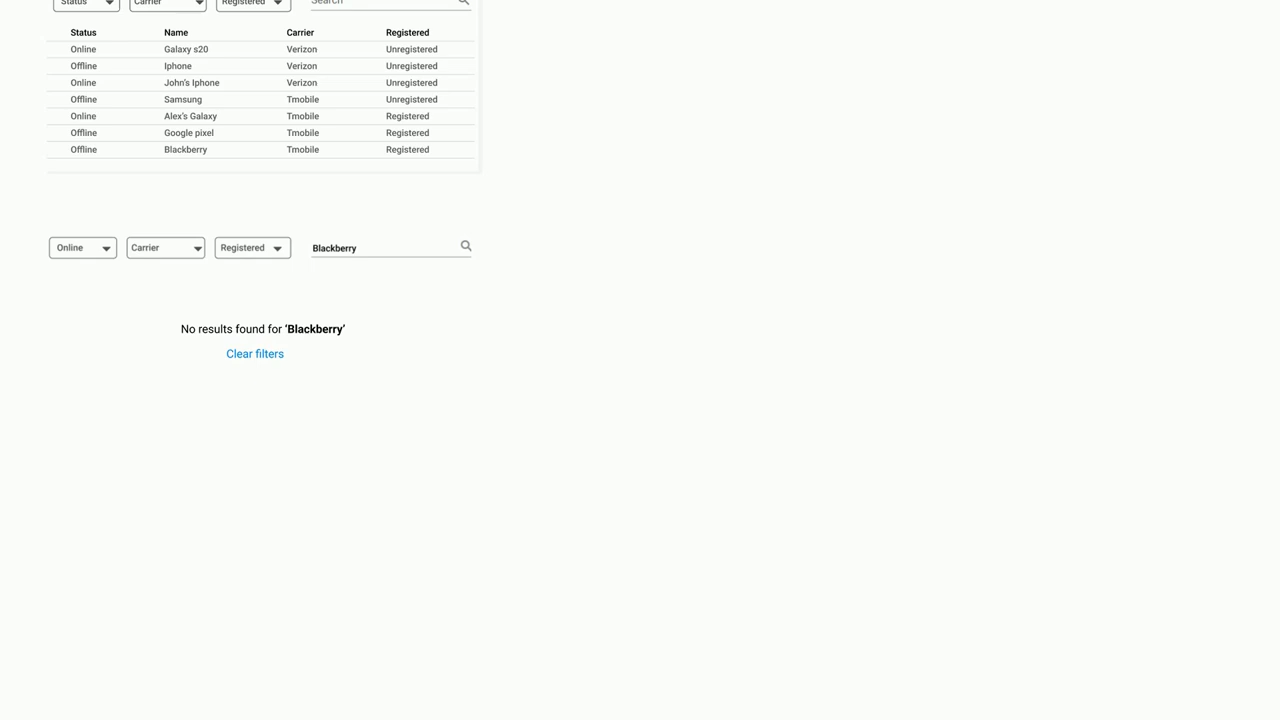 Status Carrier Registered Search
Status Name Carrier Registered
Online Galaxy s20 Verizon Unregistered
Offline Iphone Verizon Unregistered
Online John's Iphone Verizon Unregistered
Offline Samsung Tmobile Unregistered
Online Alex's Galaxy Tmobile Registered
Offline Google pixel Tmobile Registered
Offline Blackberry Tmobile Registered
Online Carrier Registered Blackberry
No results found for ‘Blackberry’
Clear filters